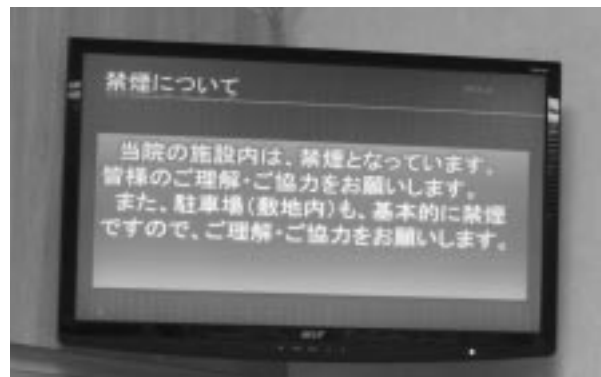 禁煙について
当院の施設内は、禁煙となっています。
皆様のご理解・ご協力をお願いします。
また、駐車場(敷地内)も、基本的に禁煙
ですので、ご理解・ご協力をお願いします。
acer